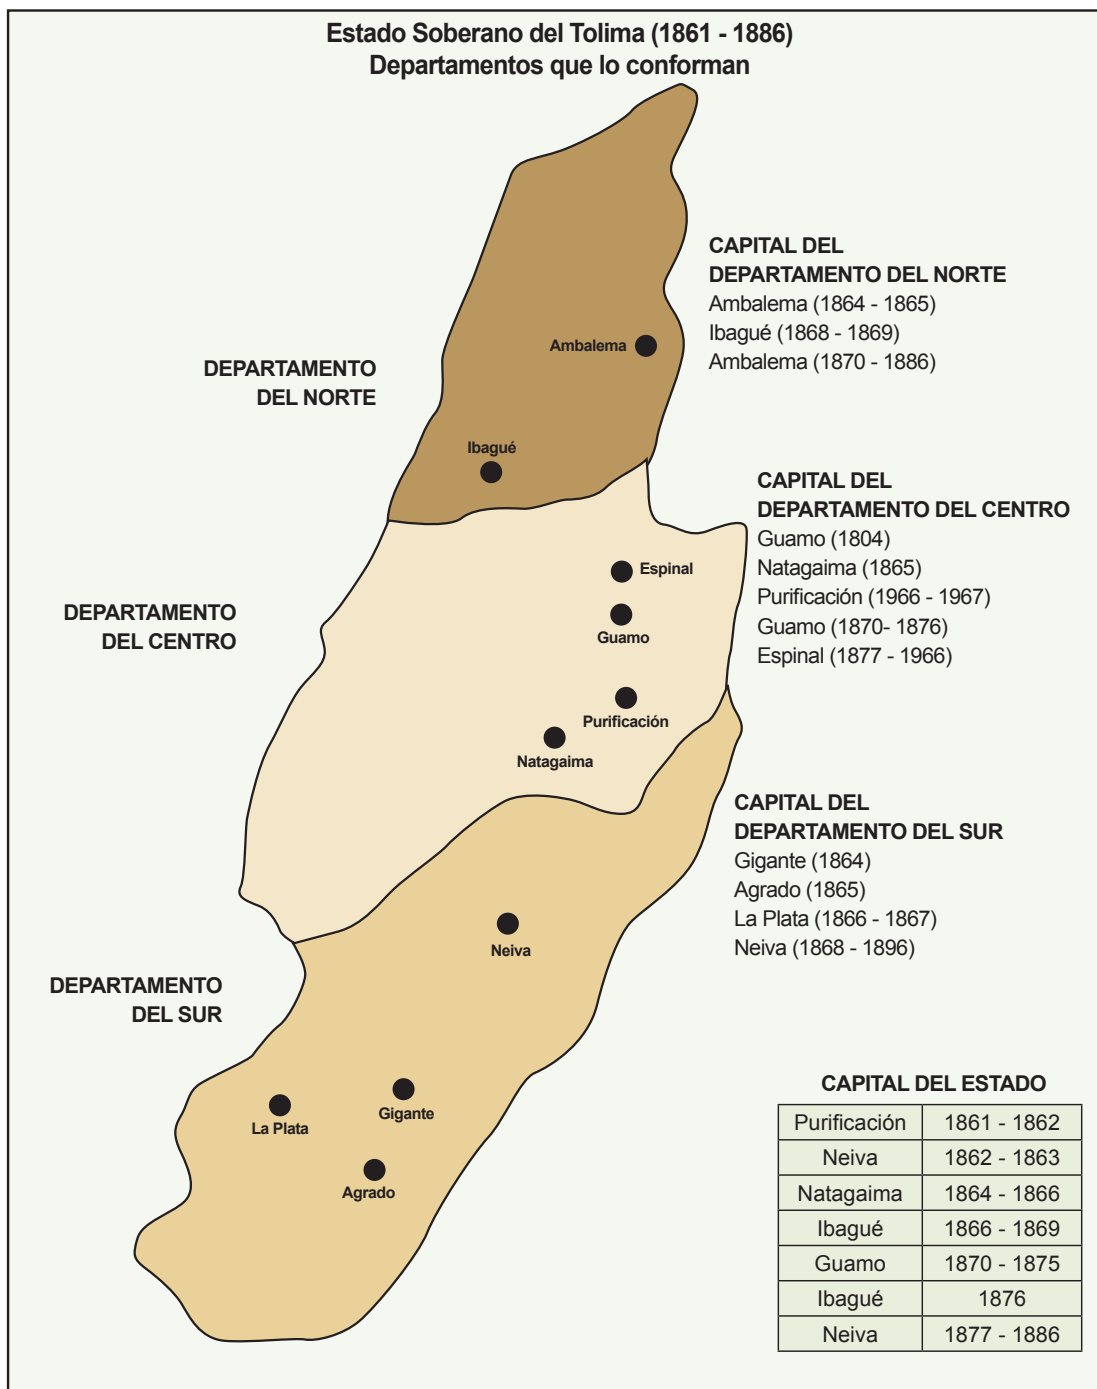 Estado Soberano del Tolima (1861 - 1886)
Departamentos que lo conforman
CAPITAL DEL
DEPARTAMENTO DEL NORTE
Ambalema (1864 - 1865)
Ibagué (1868 - 1869)
Ambalema (1870 - 1886)
Ambalema
DEPARTAMENTO
DEL NORTE
Ibagué
CAPITAL DEL
DEPARTAMENTO DEL CENTRO
Guamo (1804)
Natagaima (1865)
Purificación (1966 - 1967)
Guamo (1870- 1876)
Espinal (1877 - 1966)
Espinal
Guamo
DEPARTAMENTO
DEL CENTRO
Purificación
Natagaima
CAPITAL DEL
DEPARTAMENTO DEL SUR
Gigante (1864)
Agrado (1865)
La Plata (1866 - 1867)
Neiva (1868 - 1896)
Neiva
DEPARTAMENTO
DEL SUR
Gigante
La Plata
Agrado
CAPITAL DEL ESTADO
Purificación 1861 - 1862
Neiva 1862 - 1863
Natagaima 1864 - 1866
Ibagué 1866 - 1869
Guamo 1870 - 1875
Ibagué 1876
Neiva 1877 - 1886